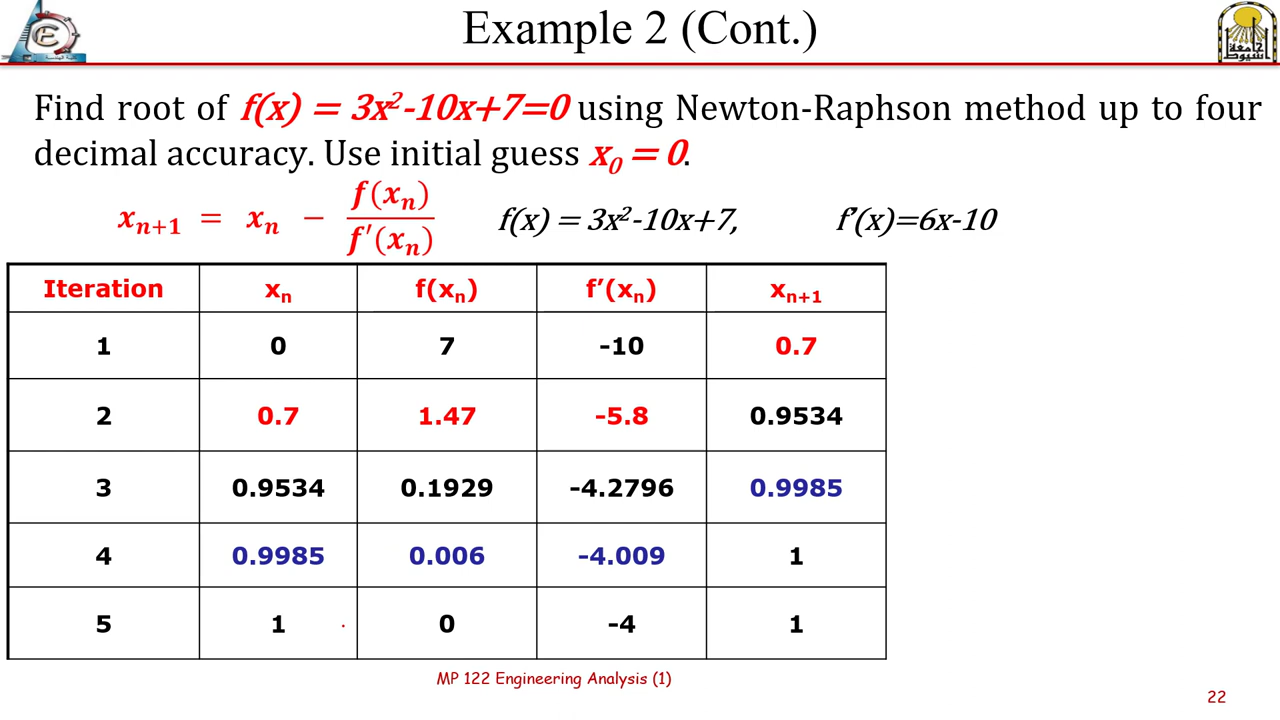 Example 2 (Cont.)
جامعة أسيوط
Find root of f(x) = 3x²-10x+7=0 using Newton-Raphson method up to four
decimal accuracy. Use initial guess x₀ = 0.
xₙ₊₁ = xₙ − f(xₙ) / f′(xₙ) f(x) = 3x²-10x+7, f'(x)=6x-10
Iteration xₙ f(xₙ) f’(xₙ) xₙ₊₁
1 0 7 -10 0.7
2 0.7 1.47 -5.8 0.9534
3 0.9534 0.1929 -4.2796 0.9985
4 0.9985 0.006 -4.009 1
5 1 0 -4 1
MP 122 Engineering Analysis (1)
22